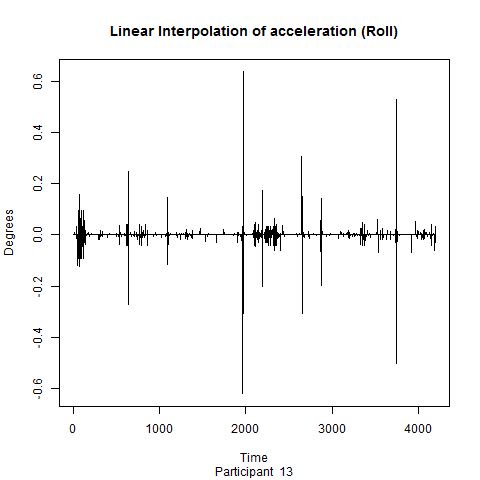 Linear Interpolation of acceleration (Roll)
0.6
0.4
0.2
0.0
-0.2
-0.4
-0.6
Degrees
0 1000 2000 3000 4000
Time
Participant 13